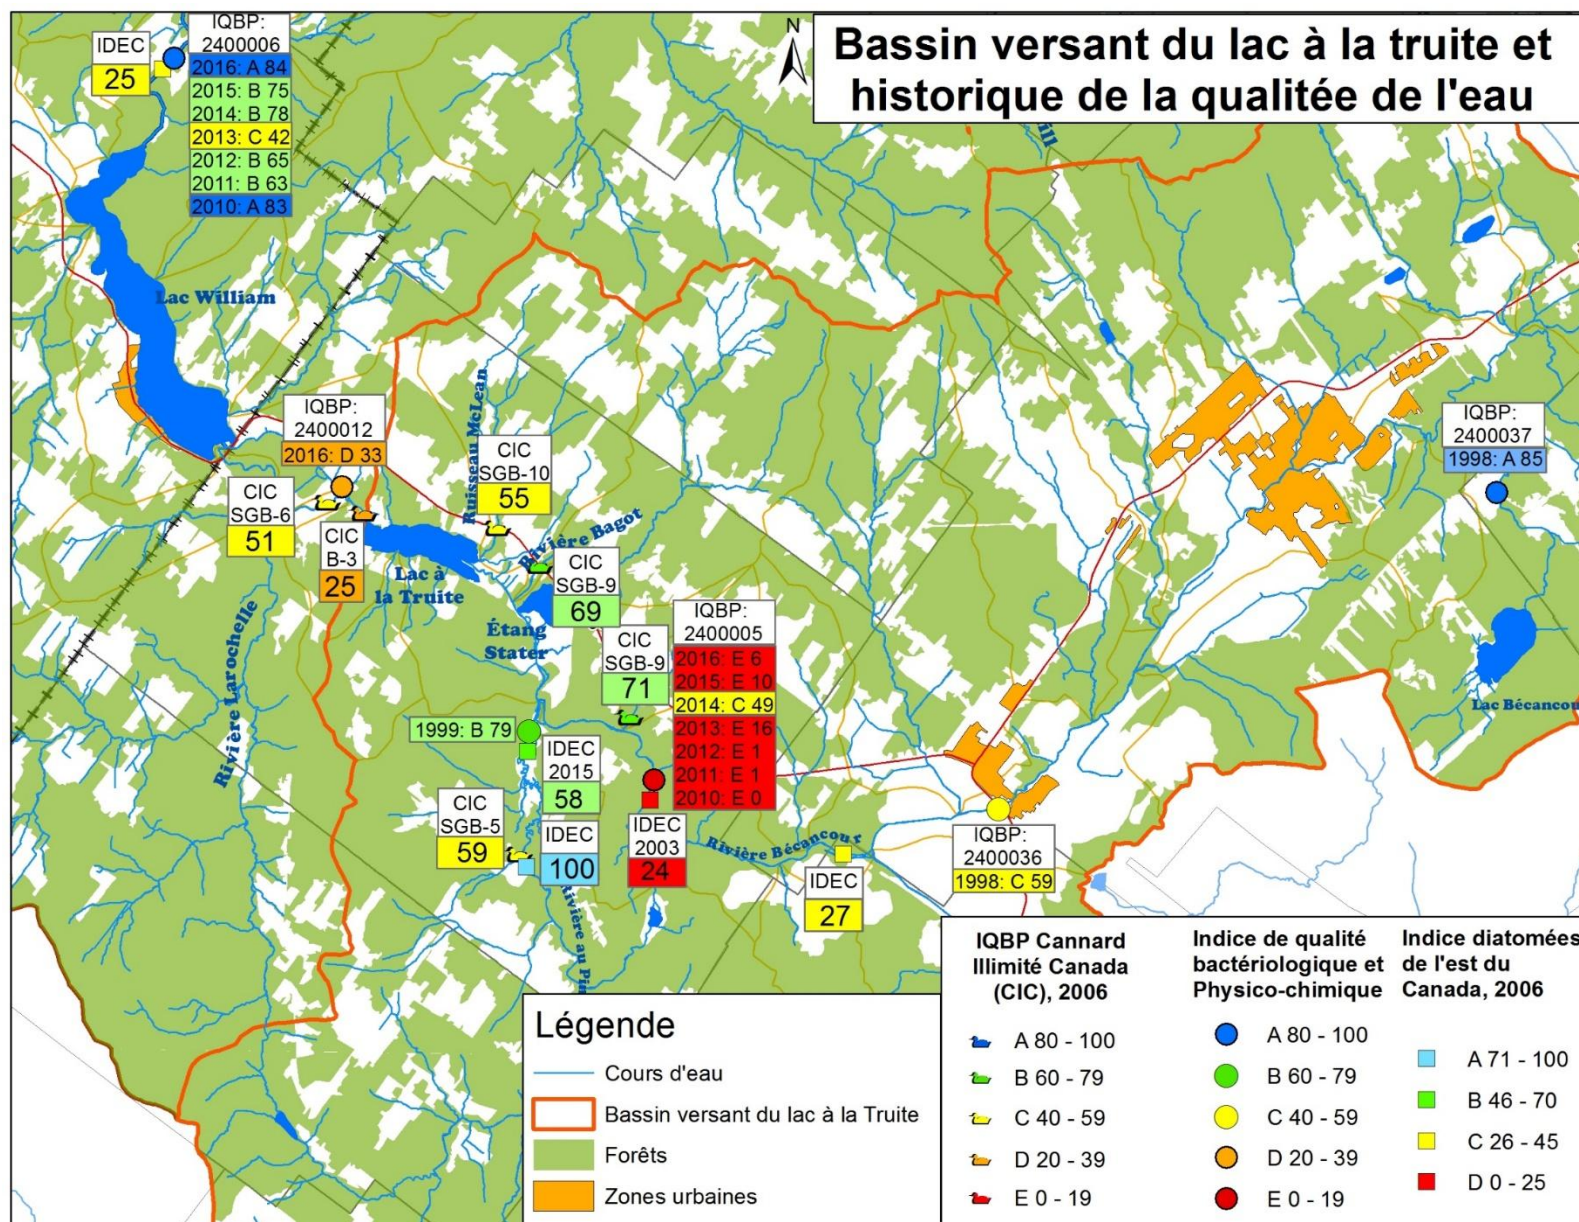 Bassin versant du lac à la truite et
historique de la qualitée de l'eau
N
ill
IDEC
25
IQBP:
2400006
2016: A 84
2015: B 75
2014: B 78
2013: C 42
2012: B 65
2011: B 63
2010: A 83
Lac William
IQBP:
2400012
2016: D 33
Ruisseau McLean
CIC
SGB-10
55
CIC
SGB-6
51
CIC
B-3
25
Lac à
la Truite
Rivière Bagot
CIC
SGB-9
69
Étang
Stater
CIC
SGB-9
71
IQBP:
2400005
2016: E 6
2015: E 10
2014: C 49
2013: E 16
2012: E 1
2011: E 1
2010: E 0
IQBP:
2400037
1998: A 85
Lac Bécancou
Rivière Larochelle
1999: B 79
IDEC
2015
58
CIC
SGB-5
59
IDEC
100
IDEC
2003
24
Rivière Bécancour
IDEC
27
IQBP:
2400036
1998: C 59
Rivière au Pin
Légende
Cours d'eau
Bassin versant du lac à la Truite
Forêts
Zones urbaines
IQBP Cannard
Illimité Canada
(CIC), 2006
A 80 - 100
B 60 - 79
C 40 - 59
D 20 - 39
E 0 - 19
Indice de qualité
bactériologique et
Physico-chimique
A 80 - 100
B 60 - 79
C 40 - 59
D 20 - 39
E 0 - 19
Indice diatomées
de l'est du
Canada, 2006
A 71 - 100
B 46 - 70
C 26 - 45
D 0 - 25